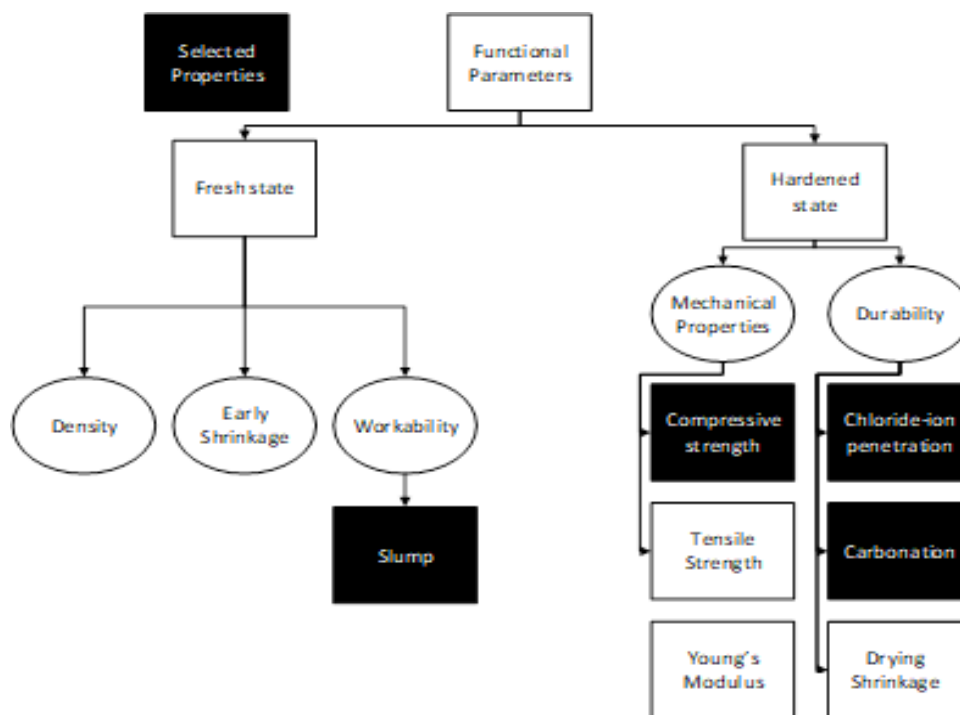 Selected
Properties
Functional
Parameters
Fresh state
Hardened
state
Mechanical
Properties
Durability
Density
Early
Shrinkage
Workability
Compressive
strength
Chloride-ion
penetration
Slump
Tensile
Strength
Carbonation
Young's
Modulus
Drying
Shrinkage